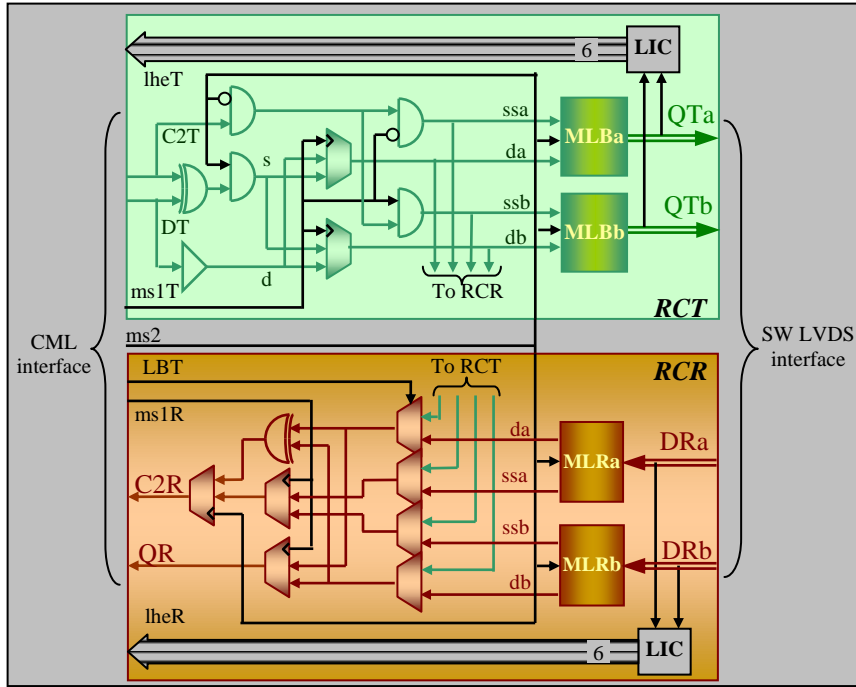 LIC
6
lheT
ssa
MLBa
QTa
C2T
s
da
ssb
QTb
DT
MLBb
db
d
ms1T
To RCR
RCT
CML
interface
ms2
SW LVDS
interface
LBT
To RCT
RCR
ms1R
da
DRa
MLRa
C2R
ssa
ssb
QR
DRb
MLRb
db
lheR
6
LIC